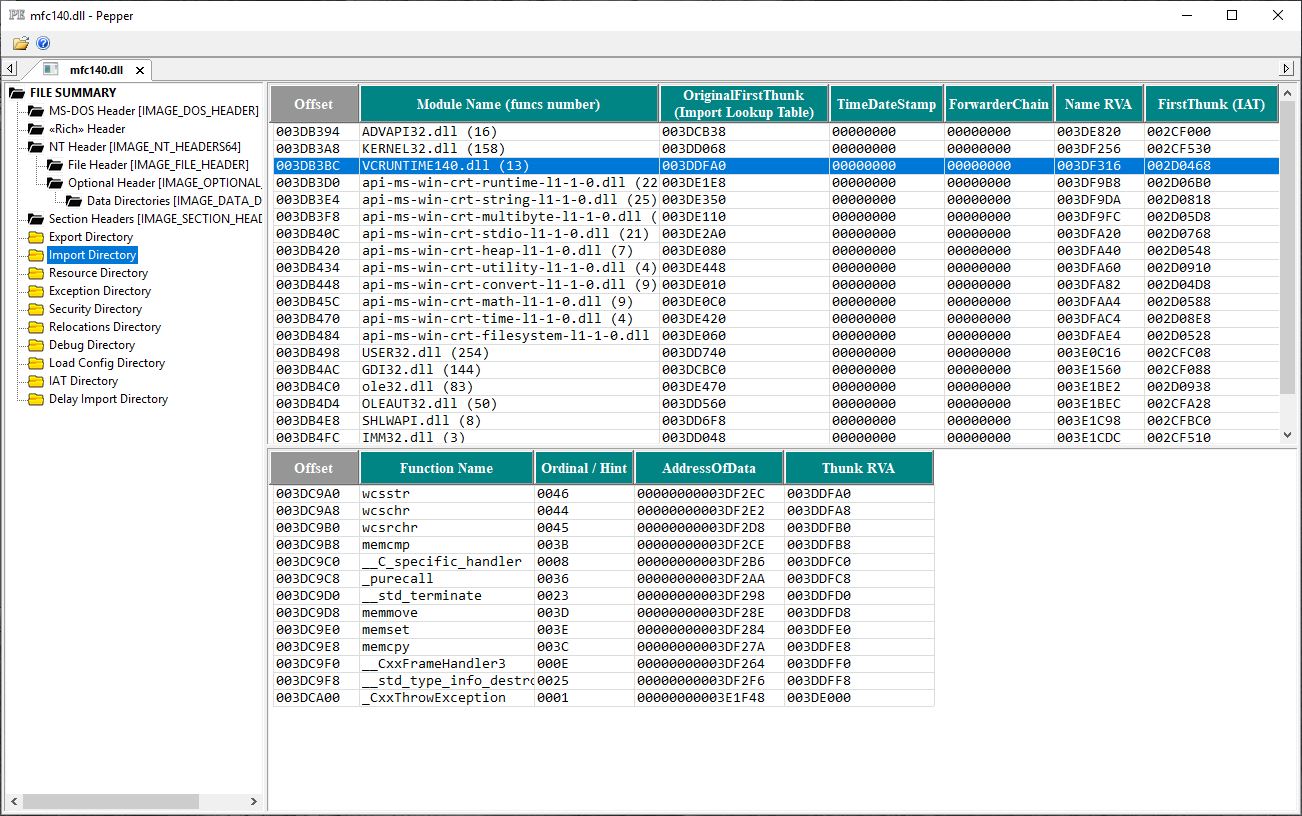 mfc140.dll - Pepper
mfc140.dll
FILE SUMMARY
MS-DOS Header [IMAGE_DOS_HEADER]
«Rich» Header
NT Header [IMAGE_NT_HEADERS64]
File Header [IMAGE_FILE_HEADER]
Optional Header [IMAGE_OPTIONAL_
Data Directories [IMAGE_DATA_D
Section Headers [IMAGE_SECTION_HEAD
Export Directory
Import Directory
Resource Directory
Exception Directory
Security Directory
Relocations Directory
Debug Directory
Load Config Directory
IAT Directory
Delay Import Directory
Offset Module Name (funcs number) OriginalFirstThunk (Import Lookup Table) TimeDateStamp ForwarderChain Name RVA FirstThunk (IAT)
003DB394 ADVAPI32.dll (16) 003DCB38 00000000 00000000 003DE820 002CF000
003DB3A8 KERNEL32.dll (158) 003DD068 00000000 00000000 003DF256 002CF530
003DB3BC VCRUNTIME140.dll (13) 003DDFA0 00000000 00000000 003DF316 002D0468
003DB3D0 api-ms-win-crt-runtime-l1-1-0.dll (22 003DE1E8 00000000 00000000 003DF9B8 002D06B0
003DB3E4 api-ms-win-crt-string-l1-1-0.dll (25) 003DE350 00000000 00000000 003DF9DA 002D0818
003DB3F8 api-ms-win-crt-multibyte-l1-1-0.dll ( 003DE110 00000000 00000000 003DF9FC 002D05D8
003DB40C api-ms-win-crt-stdio-l1-1-0.dll (21) 003DE2A0 00000000 00000000 003DFA20 002D0768
003DB420 api-ms-win-crt-heap-l1-1-0.dll (7) 003DE080 00000000 00000000 003DFA40 002D0548
003DB434 api-ms-win-crt-utility-l1-1-0.dll (4) 003DE448 00000000 00000000 003DFA60 002D0910
003DB448 api-ms-win-crt-convert-l1-1-0.dll (9) 003DE010 00000000 00000000 003DFA82 002D04D8
003DB45C api-ms-win-crt-math-l1-1-0.dll (9) 003DE0C0 00000000 00000000 003DFAA4 002D0588
003DB470 api-ms-win-crt-time-l1-1-0.dll (4) 003DE420 00000000 00000000 003DFAC4 002D08E8
003DB484 api-ms-win-crt-filesystem-l1-1-0.dll 003DE060 00000000 00000000 003DFAE4 002D0528
003DB498 USER32.dll (254) 003DD740 00000000 00000000 003E0C16 002CFC08
003DB4AC GDI32.dll (144) 003DCBC0 00000000 00000000 003E1560 002CF088
003DB4C0 ole32.dll (83) 003DE470 00000000 00000000 003E1BE2 002D0938
003DB4D4 OLEAUT32.dll (50) 003DD560 00000000 00000000 003E1BEC 002CFA28
003DB4E8 SHLWAPI.dll (8) 003DD6F8 00000000 00000000 003E1C98 002CFBC0
003DB4FC IMM32.dll (3) 003DD048 00000000 00000000 003E1CDC 002CF510
Offset Function Name Ordinal / Hint AddressOfData Thunk RVA
003DC9A0 wcsstr 0046 00000000003DF2EC 003DDFA0
003DC9A8 wcschr 0044 00000000003DF2E2 003DDFA8
003DC9B0 wcsrchr 0045 00000000003DF2D8 003DDFB0
003DC9B8 memcmp 003B 00000000003DF2CE 003DDFB8
003DC9C0 __C_specific_handler 0008 00000000003DF2B6 003DDFC0
003DC9C8 _purecall 0036 00000000003DF2AA 003DDFC8
003DC9D0 __std_terminate 0023 00000000003DF298 003DDFD0
003DC9D8 memmove 003D 00000000003DF28E 003DDFD8
003DC9E0 memset 003E 00000000003DF284 003DDFE0
003DC9E8 memcpy 003C 00000000003DF27A 003DDFE8
003DC9F0 __CxxFrameHandler3 000E 00000000003DF264 003DDFF0
003DC9F8 __std_type_info_destro 0025 00000000003DF2F6 003DDFF8
003DCA00 _CxxThrowException 0001 00000000003E1F48 003DE000